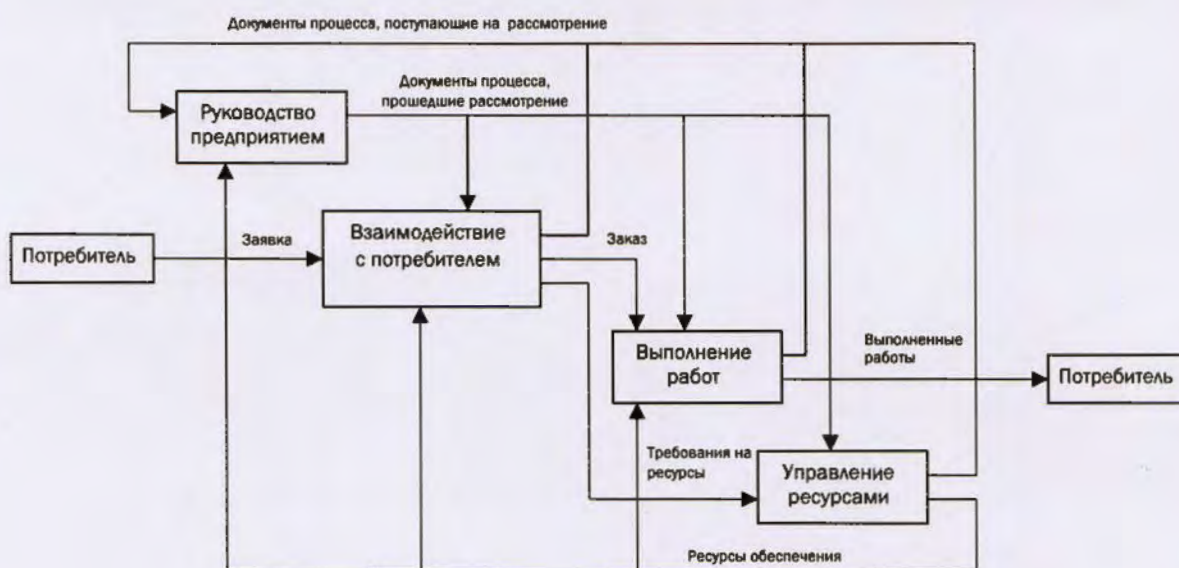 Документы процесса, поступающие на рассмотрение
Документы процесса,
прошедшие рассмотрение
Руководство
предприятием
Потребитель
Заявка
Взаимодействие
с потребителем
Заказ
Выполнение
работ
Выполненные
работы
Потребитель
Требования на
ресурсы
Управление
ресурсами
Ресурсы обеспечения